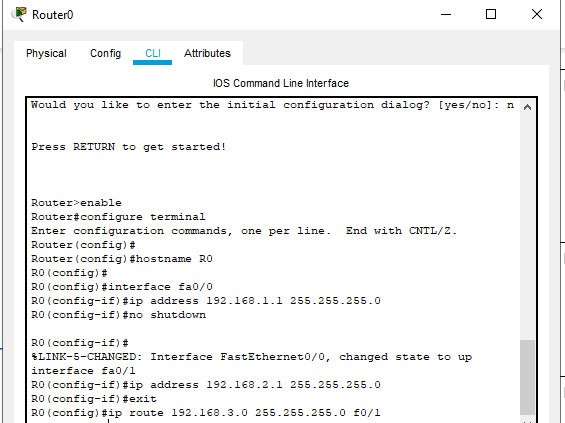 Router0
Physical Config CLI Attributes
IOS Command Line Interface
Would you like to enter the initial configuration dialog? [yes/no]: n
Press RETURN to get started!
Router>enable
Router#configure terminal
Enter configuration commands, one per line.  End with CNTL/Z.
Router(config)#
Router(config)#hostname R0
R0(config)#
R0(config)#interface fa0/0
R0(config-if)#ip address 192.168.1.1 255.255.255.0
R0(config-if)#no shutdown
R0(config-if)#
%LINK-5-CHANGED: Interface FastEthernet0/0, changed state to up
interface fa0/1
R0(config-if)#ip address 192.168.2.1 255.255.255.0
R0(config-if)#exit
R0(config)#ip route 192.168.3.0 255.255.255.0 f0/1